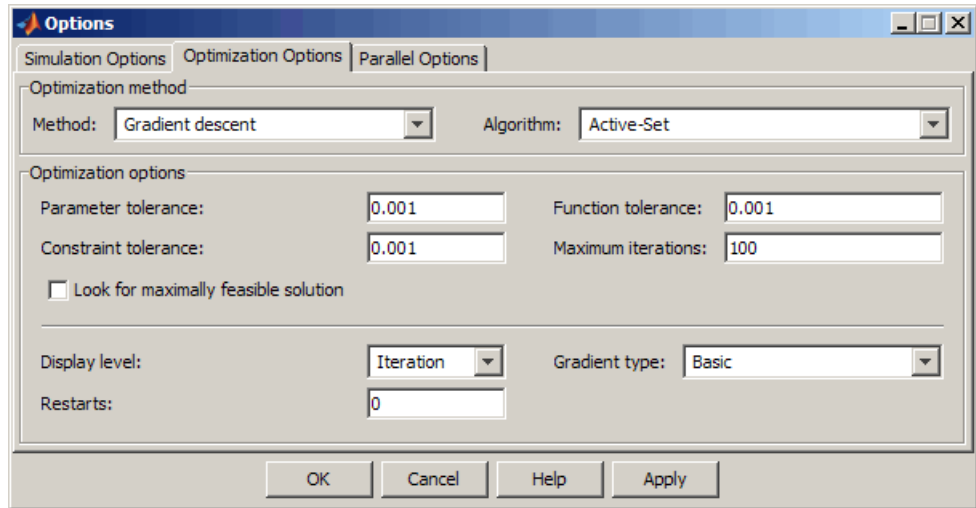 Options
Simulation Options Optimization Options Parallel Options
Optimization method
Method: Gradient descent Algorithm: Active-Set
Optimization options
Parameter tolerance: 0.001 Function tolerance: 0.001
Constraint tolerance: 0.001 Maximum iterations: 100
Look for maximally feasible solution
Display level: Iteration Gradient type: Basic
Restarts: 0
OK Cancel Help Apply